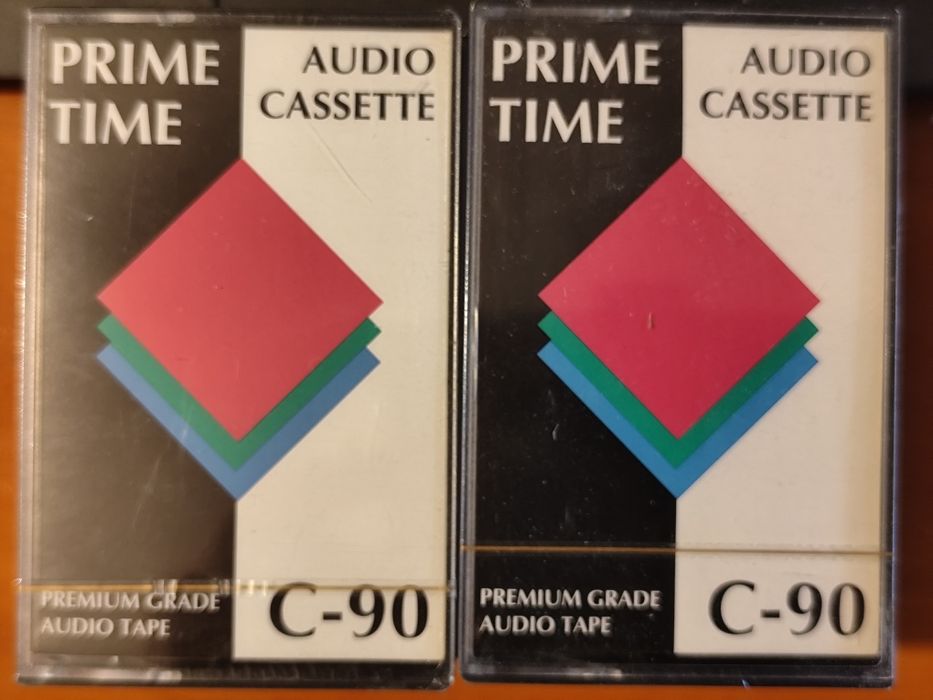 PRIME
TIME
AUDIO
CASSETTE
PREMIUM GRADE
AUDIO TAPE
C-90
PRIME
TIME
AUDIO
CASSETTE
PREMIUM GRADE
AUDIO TAPE
C-90